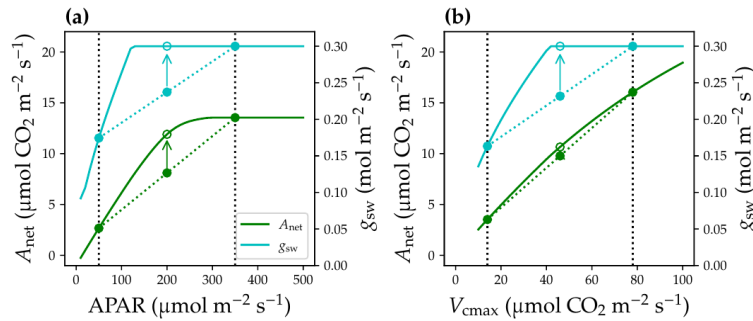 (a)
(b)
A_net (μmol CO₂ m⁻² s⁻¹)
20
15
10
5
0
0.30
0.25
0.20
0.15
0.10
0.05
0.00
g_sw (mol m⁻² s⁻¹)
A_net
g_sw
0 100 200 300 400 500
APAR (μmol m⁻² s⁻¹)
A_net (μmol CO₂ m⁻² s⁻¹)
20
15
10
5
0
0.30
0.25
0.20
0.15
0.10
0.05
0.00
g_sw (mol m⁻² s⁻¹)
0 20 40 60 80 100
V_cmax (μmol CO₂ m⁻² s⁻¹)